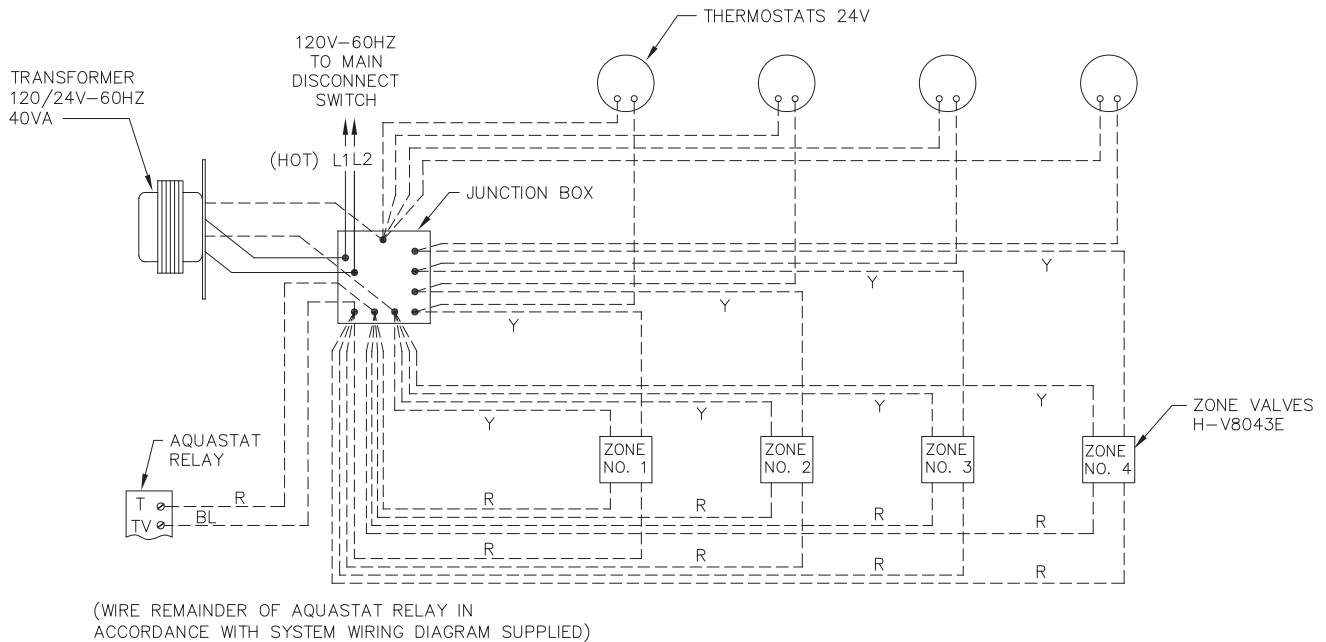 THERMOSTATS 24V
120V-60HZ
TO MAIN
DISCONNECT
SWITCH
TRANSFORMER
120/24V-60HZ
40VA
(HOT) L1 L2
JUNCTION BOX
Y
Y
Y
Y
Y
Y
Y
Y
ZONE VALVES
H-V8043E
AQUASTAT
RELAY
ZONE
NO. 1
ZONE
NO. 2
ZONE
NO. 3
ZONE
NO. 4
T
R
TV
BL
R
R
R
R
R
R
R
R
(WIRE REMAINDER OF AQUASTAT RELAY IN
ACCORDANCE WITH SYSTEM WIRING DIAGRAM SUPPLIED)